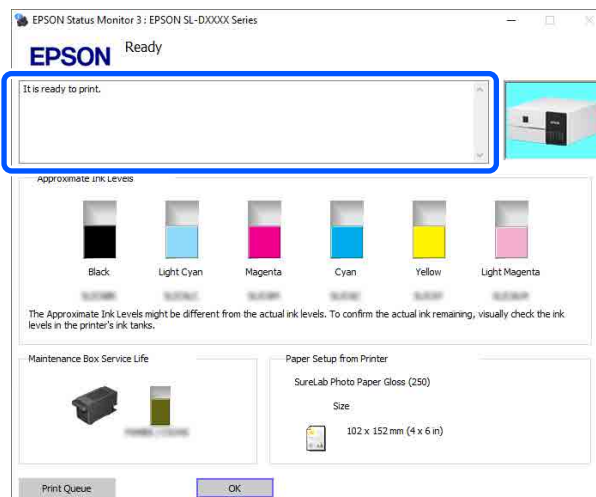 EPSON Status Monitor 3 : EPSON SL-DXXXX Series
EPSON
Ready
It is ready to print.
Approximate Ink Levels
Black
Light Cyan
Magenta
Cyan
Yellow
Light Magenta
The Approximate Ink Levels might be different from the actual ink levels. To confirm the actual ink remaining, visually check the ink
levels in the printer's ink tanks.
Maintenance Box Service Life
Paper Setup from Printer
SureLab Photo Paper Gloss (250)
Size
102 x 152 mm (4 x 6 in)
Print Queue
OK